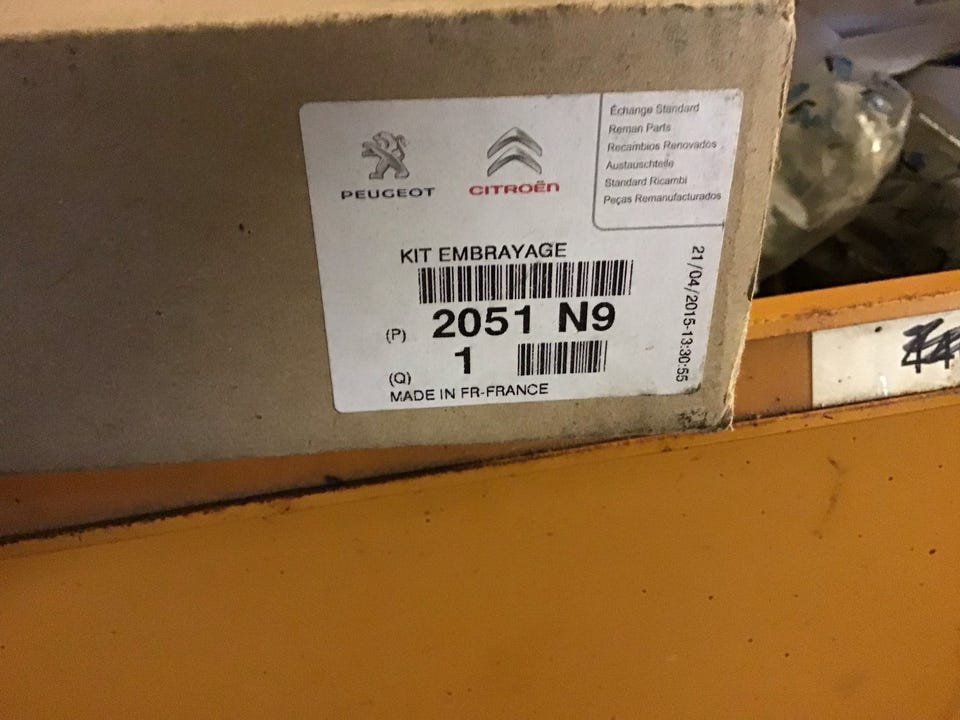 PEUGEOT
CITROËN
Échange Standard
Reman Parts
Recambios Renovados
Austauschteile
Standard Ricambi
Peças Remanufacturados
KIT EMBRAYAGE
(P) 2051 N9
(Q) 1
MADE IN FR-FRANCE
21/04/2015-13:30:55